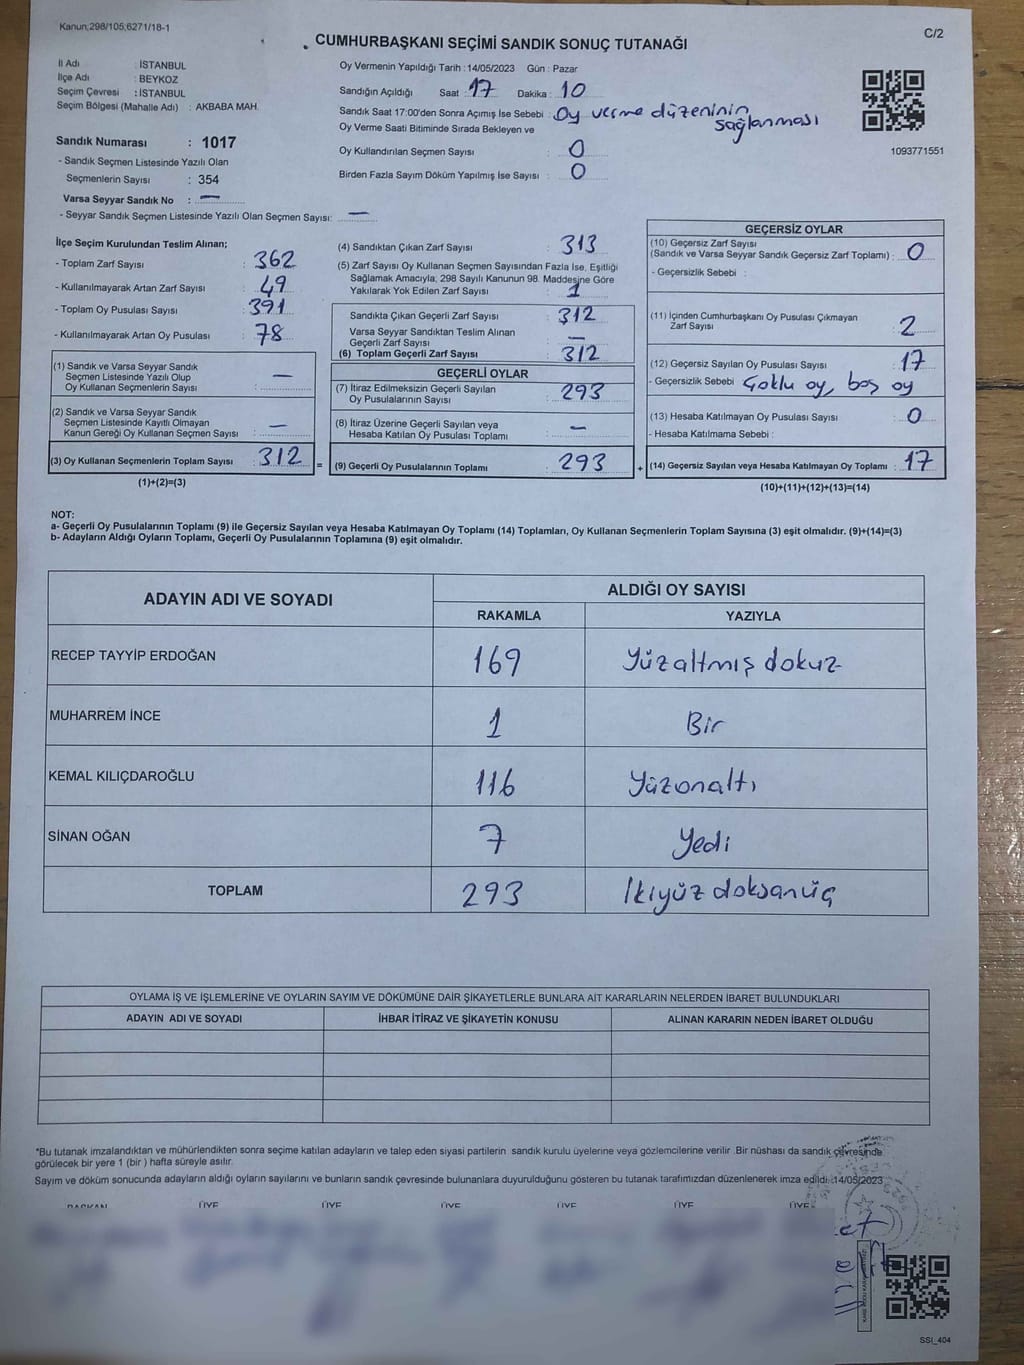 Kanun;298/105;6271/18-1
C/2
CUMHURBAŞKANI SEÇİMİ SANDIK SONUÇ TUTANAĞI
İl Adı : İSTANBUL
İlçe Adı : BEYKOZ
Seçim Çevresi : İSTANBUL
Seçim Bölgesi (Mahalle Adı) : AKBABA MAH.
Sandık Numarası : 1017
- Sandık Seçmen Listesinde Yazılı Olan
Seçmenlerin Sayısı : 354
Varsa Seyyar Sandık No : —
- Seyyar Sandık Seçmen Listesinde Yazılı Olan Seçmen Sayısı: —
Oy Vermenin Yapıldığı Tarih : 14/05/2023 Gün : Pazar
Sandığın Açıldığı Saat : 17 Dakika : 10
Sandık Saat 17:00'den Sonra Açımış İse Sebebi : Oy verme düzeninin
sağlanması
Oy Verme Saati Bitiminde Sırada Bekleyen ve
Oy Kullandırılan Seçmen Sayısı : 0
Birden Fazla Sayım Döküm Yapılmış İse Sayısı : 0
1093771551
İlçe Seçim Kurulundan Teslim Alınan;
- Toplam Zarf Sayısı : 362
- Kullanılmayarak Artan Zarf Sayısı : 49
- Toplam Oy Pusulası Sayısı : 391
- Kullanılmayarak Artan Oy Pusulası : 78
(1) Sandık ve Varsa Seyyar Sandık
Seçmen Listesinde Yazılı Olup
Oy Kullanan Seçmenlerin Sayısı : —
(2) Sandık ve Varsa Seyyar Sandık
Seçmen Listesinde Kayıtlı Olmayan
Kanun Gereği Oy Kullanan Seçmen Sayısı : —
(3) Oy Kullanan Seçmenlerin Toplam Sayısı : 312 =
(1)+(2)=(3)
(4) Sandıktan Çıkan Zarf Sayısı : 313
(5) Zarf Sayısı Oy Kullanan Seçmen Sayısından Fazla İse, Eşitliği
Sağlamak Amacıyla, 298 Sayılı Kanunun 98. Maddesine Göre
Yakılarak Yok Edilen Zarf Sayısı : 1
Sandıkta Çıkan Geçerli Zarf Sayısı : 312
Varsa Seyyar Sandıktan Teslim Alınan
Geçerli Zarf Sayısı : —
(6) Toplam Geçerli Zarf Sayısı : 312
GEÇERLİ OYLAR
(7) İtiraz Edilmeksizin Geçerli Sayılan
Oy Pusulalarının Sayısı : 293
(8) İtiraz Üzerine Geçerli Sayılan veya
Hesaba Katılan Oy Pusulası Toplamı : —
(9) Geçerli Oy Pusulalarının Toplamı : 293 +
GEÇERSİZ OYLAR
(10) Geçersiz Zarf Sayısı
(Sandık ve Varsa Seyyar Sandık Geçersiz Zarf Toplamı) : 0
- Geçersizlik Sebebi :
(11) İçinden Cumhurbaşkanı Oy Pusulası Çıkmayan
Zarf Sayısı : 2
(12) Geçersiz Sayılan Oy Pusulası Sayısı : 17
- Geçersizlik Sebebi Çoklu oy, boş oy
(13) Hesaba Katılmayan Oy Pusulası Sayısı : 0
- Hesaba Katılmama Sebebi :
(14) Geçersiz Sayılan veya Hesaba Katılmayan Oy Toplamı : 17
(10)+(11)+(12)+(13)=(14)
NOT:
a- Geçerli Oy Pusulalarının Toplamı (9) ile Geçersiz Sayılan veya Hesaba Katılmayan Oy Toplamı (14) Toplamları, Oy Kullanan Seçmenlerin Toplam Sayısına (3) eşit olmalıdır. (9)+(14)=(3)
b- Adayların Aldığı Oyların Toplamı, Geçerli Oy Pusulalarının Toplamına (9) eşit olmalıdır.
ADAYIN ADI VE SOYADI
ALDIĞI OY SAYISI
RAKAMLA YAZIYLA
RECEP TAYYİP ERDOĞAN 169 Yüzaltmış dokuz
MUHARREM İNCE 1 Bir
KEMAL KILIÇDAROĞLU 116 Yüzonaltı
SİNAN OĞAN 7 Yedi
TOPLAM 293 İkiyüz doksanüç
OYLAMA İŞ VE İŞLEMLERİNE VE OYLARIN SAYIM VE DÖKÜMÜNE DAİR ŞİKAYETLERLE BUNLARA AİT KARARLARIN NELERDEN İBARET BULUNDUKLARI
ADAYIN ADI VE SOYADI İHBAR İTİRAZ VE ŞİKAYETİN KONUSU ALINAN KARARIN NEDEN İBARET OLDUĞU
*Bu tutanak imzalandıktan ve mühürlendikten sonra seçime katılan adayların ve talep eden siyasi partilerin sandık kurulu üyelerine veya gözlemcilerine verilir .Bir nüshası da sandık çevresinde
görülecek bir yere 1 (bir ) hafta süreyle asılır.
Sayım ve döküm sonucunda adayların aldığı oyların sayılarını ve bunların sandık çevresinde bulunanlara duyurulduğunu gösteren bu tutanak tarafımızdan düzenlenerek imza edildi. :14/05/2023
BAŞKAN ÜYE ÜYE ÜYE ÜYE ÜYE ÜYE
SSI_404